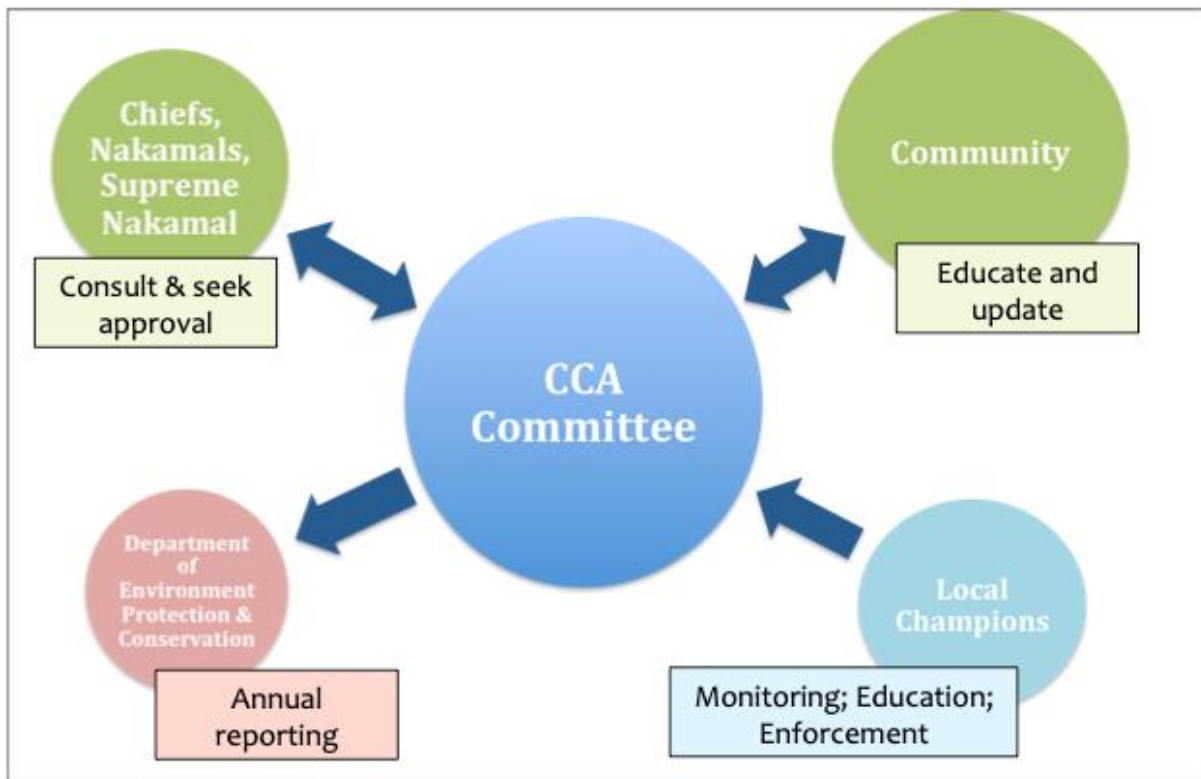 Chiefs,
Nakamals,
Supreme
Nakamal
Consult & seek
approval
Community
Educate and
update
CCA
Committee
Department
of
Environment
Protection &
Conservation
Annual
reporting
Local
Champions
Monitoring; Education;
Enforcement